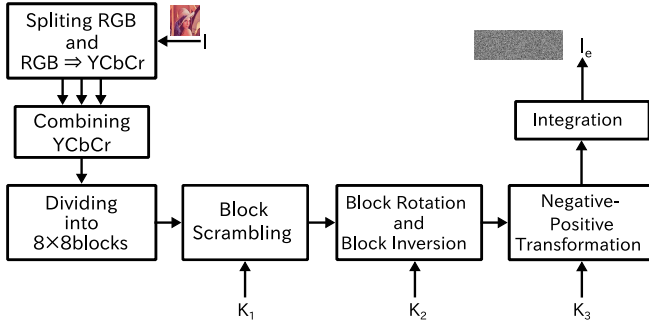 Spliting RGB
and
RGB ⇒ YCbCr
I
Combining
YCbCr
Dividing
into
8×8blocks
Block
Scrambling
Block Rotation
and
Block Inversion
Negative-
Positive
Transformation
Integration
Iₑ
K₁
K₂
K₃